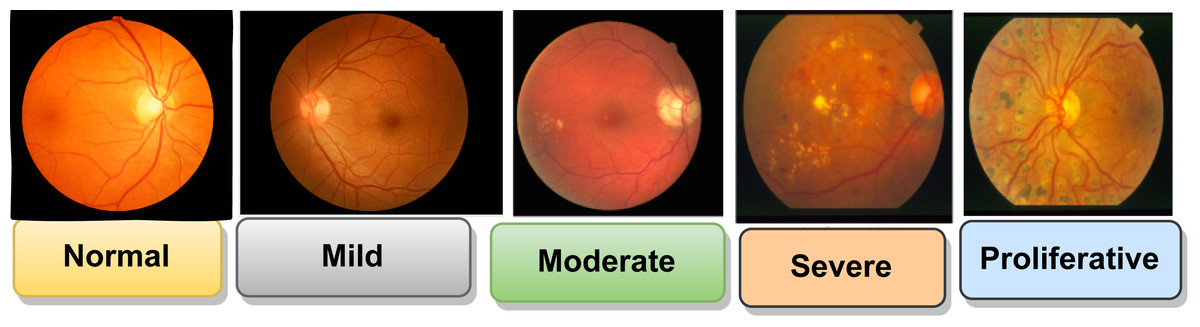 Normal
Mild
Moderate
Severe
Proliferative